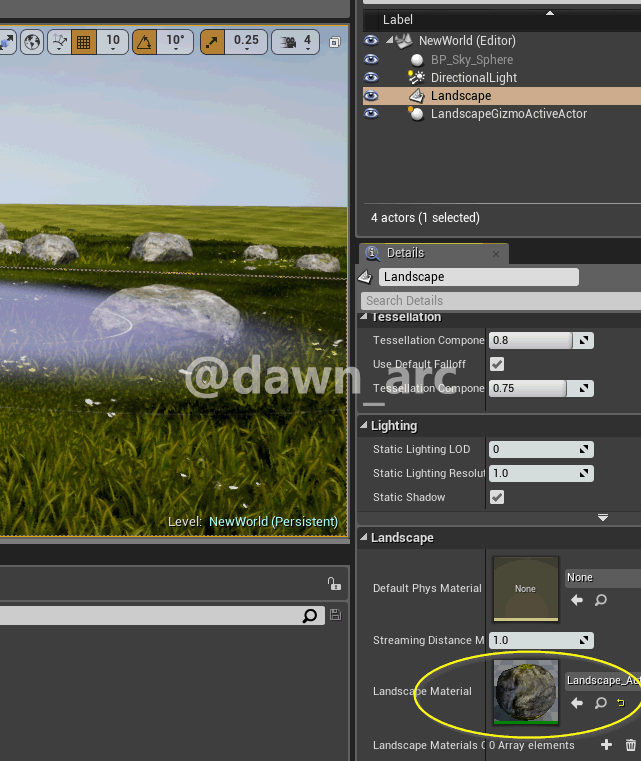 10
10°
0.25
4
Label
NewWorld (Editor)
BP_Sky_Sphere
DirectionalLight
Landscape
LandscapeGizmoActiveActor
4 actors (1 selected)
Details
Landscape
Search Details
Tessellation
Tessellation Compone 0.8
Use Default Falloff
Tessellation Compone 0.75
@dawn_arc
Lighting
Static Lighting LOD 0
Static Lighting Resolut 1.0
Static Shadow
Level: NewWorld (Persistent)
Landscape
Default Phys Material None None
Streaming Distance M 1.0
Landscape Material Landscape_Au
Landscape Materials O 0 Array elements